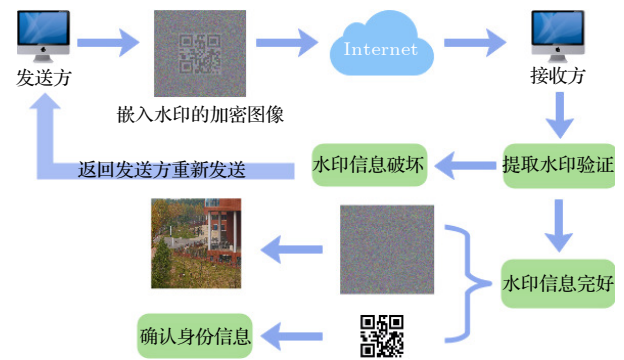 Internet
发送方
接收方
嵌入水印的加密图像
返回发送方重新发送
水印信息破坏
提取水印验证
水印信息完好
确认身份信息